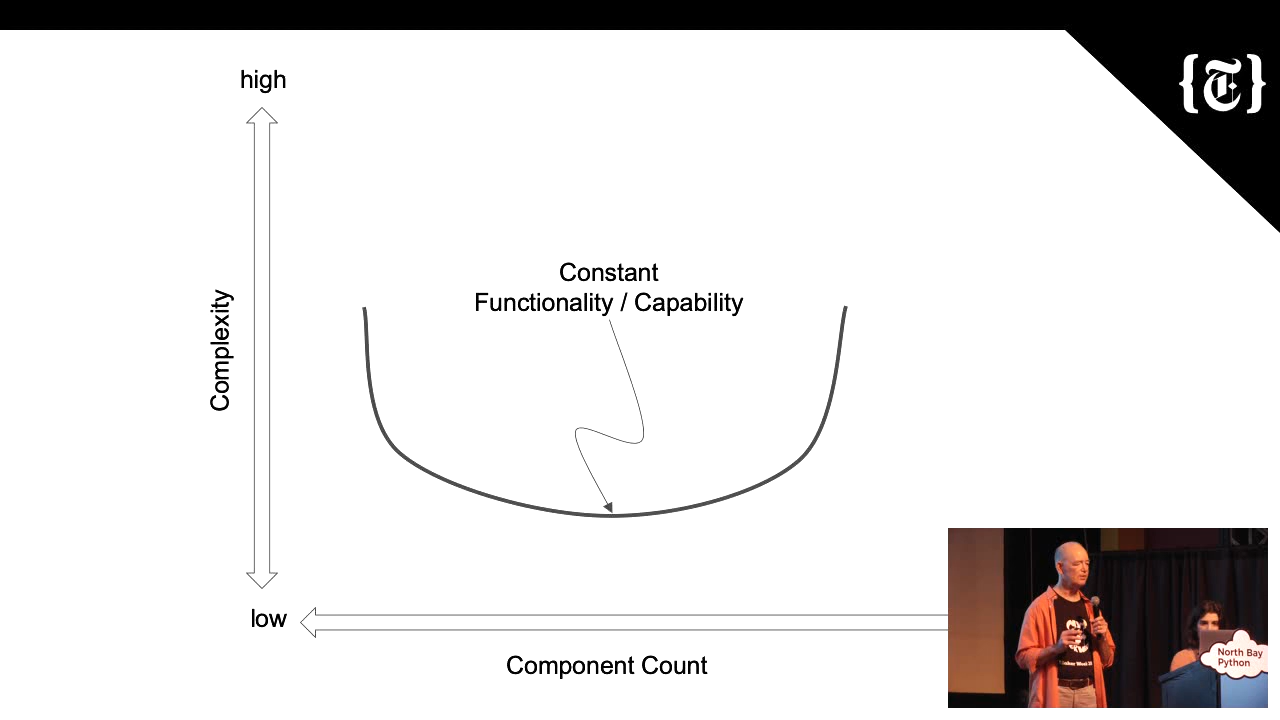 high
{T}
Constant
Functionality / Capability
Complexity
low
Component Count
North Bay
Python